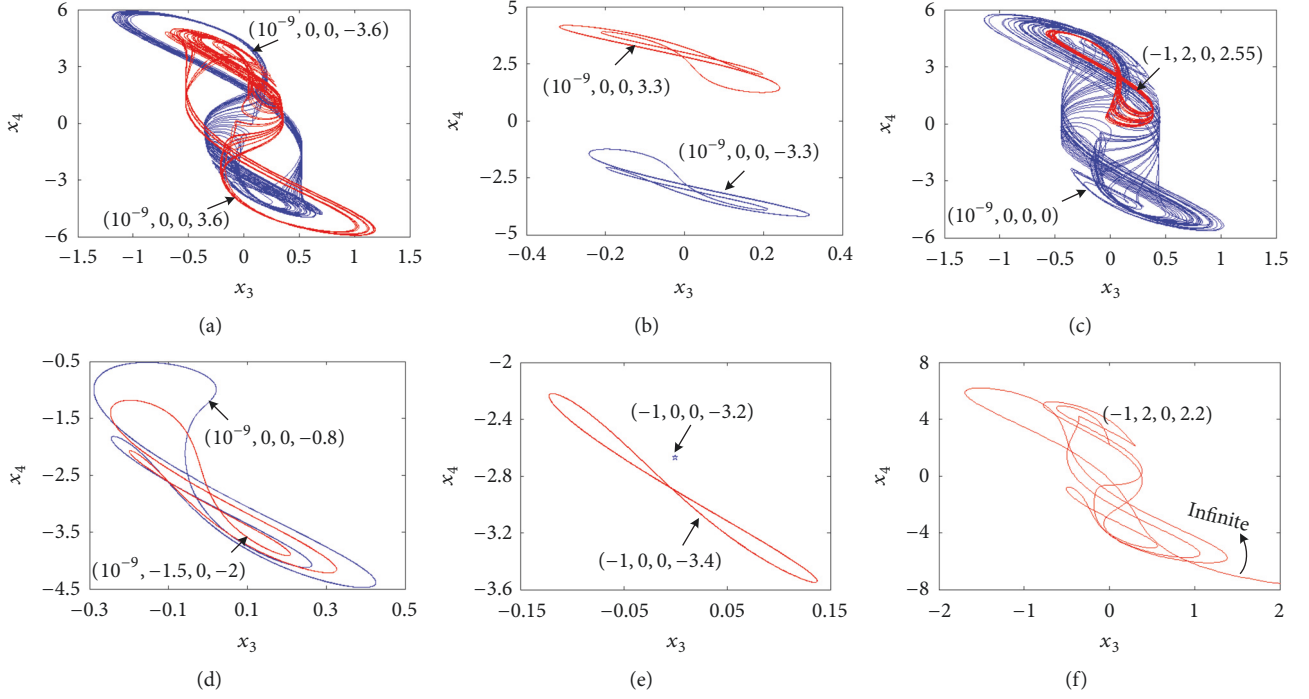 (10⁻⁹, 0, 0, −3.6)
(10⁻⁹, 0, 0, 3.6)
6
3
0
−3
−6
x₄
−1.5 −1 −0.5 0 0.5 1 1.5
x₃
(a)
(10⁻⁹, 0, 0, 3.3)
(10⁻⁹, 0, 0, −3.3)
5
2.5
0
−2.5
5
x₄
−0.4 −0.2 0 0.2 0.4
x₃
(b)
(−1, 2, 0, 2.55)
(10⁻⁹, 0, 0, 0)
6
3
0
−3
−6
x₄
−1.5 −1 −0.5 0 0.5 1 1.5
x₃
(c)
(10⁻⁹, 0, 0, −0.8)
(10⁻⁹, −1.5, 0, −2)
−0.5
−1.5
−2.5
−3.5
−4.5
x₄
−0.3 −0.1 0.1 0.3 0.5
x₃
(d)
(−1, 0, 0, −3.2)
(−1, 0, 0, −3.4)
−2
−2.4
−2.8
−3.2
−3.6
x₄
−0.15 −0.05 0.05 0.15
x₃
(e)
(−1, 2, 0, 2.2)
Infinite
8
4
0
−4
−8
x₄
−2 −1 0 1 2
x₃
(f)